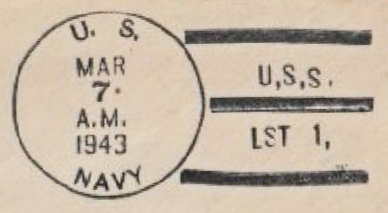 U. S.
MAR
7.
A.M.
1943
NAVY
U,S,S.
LST 1,